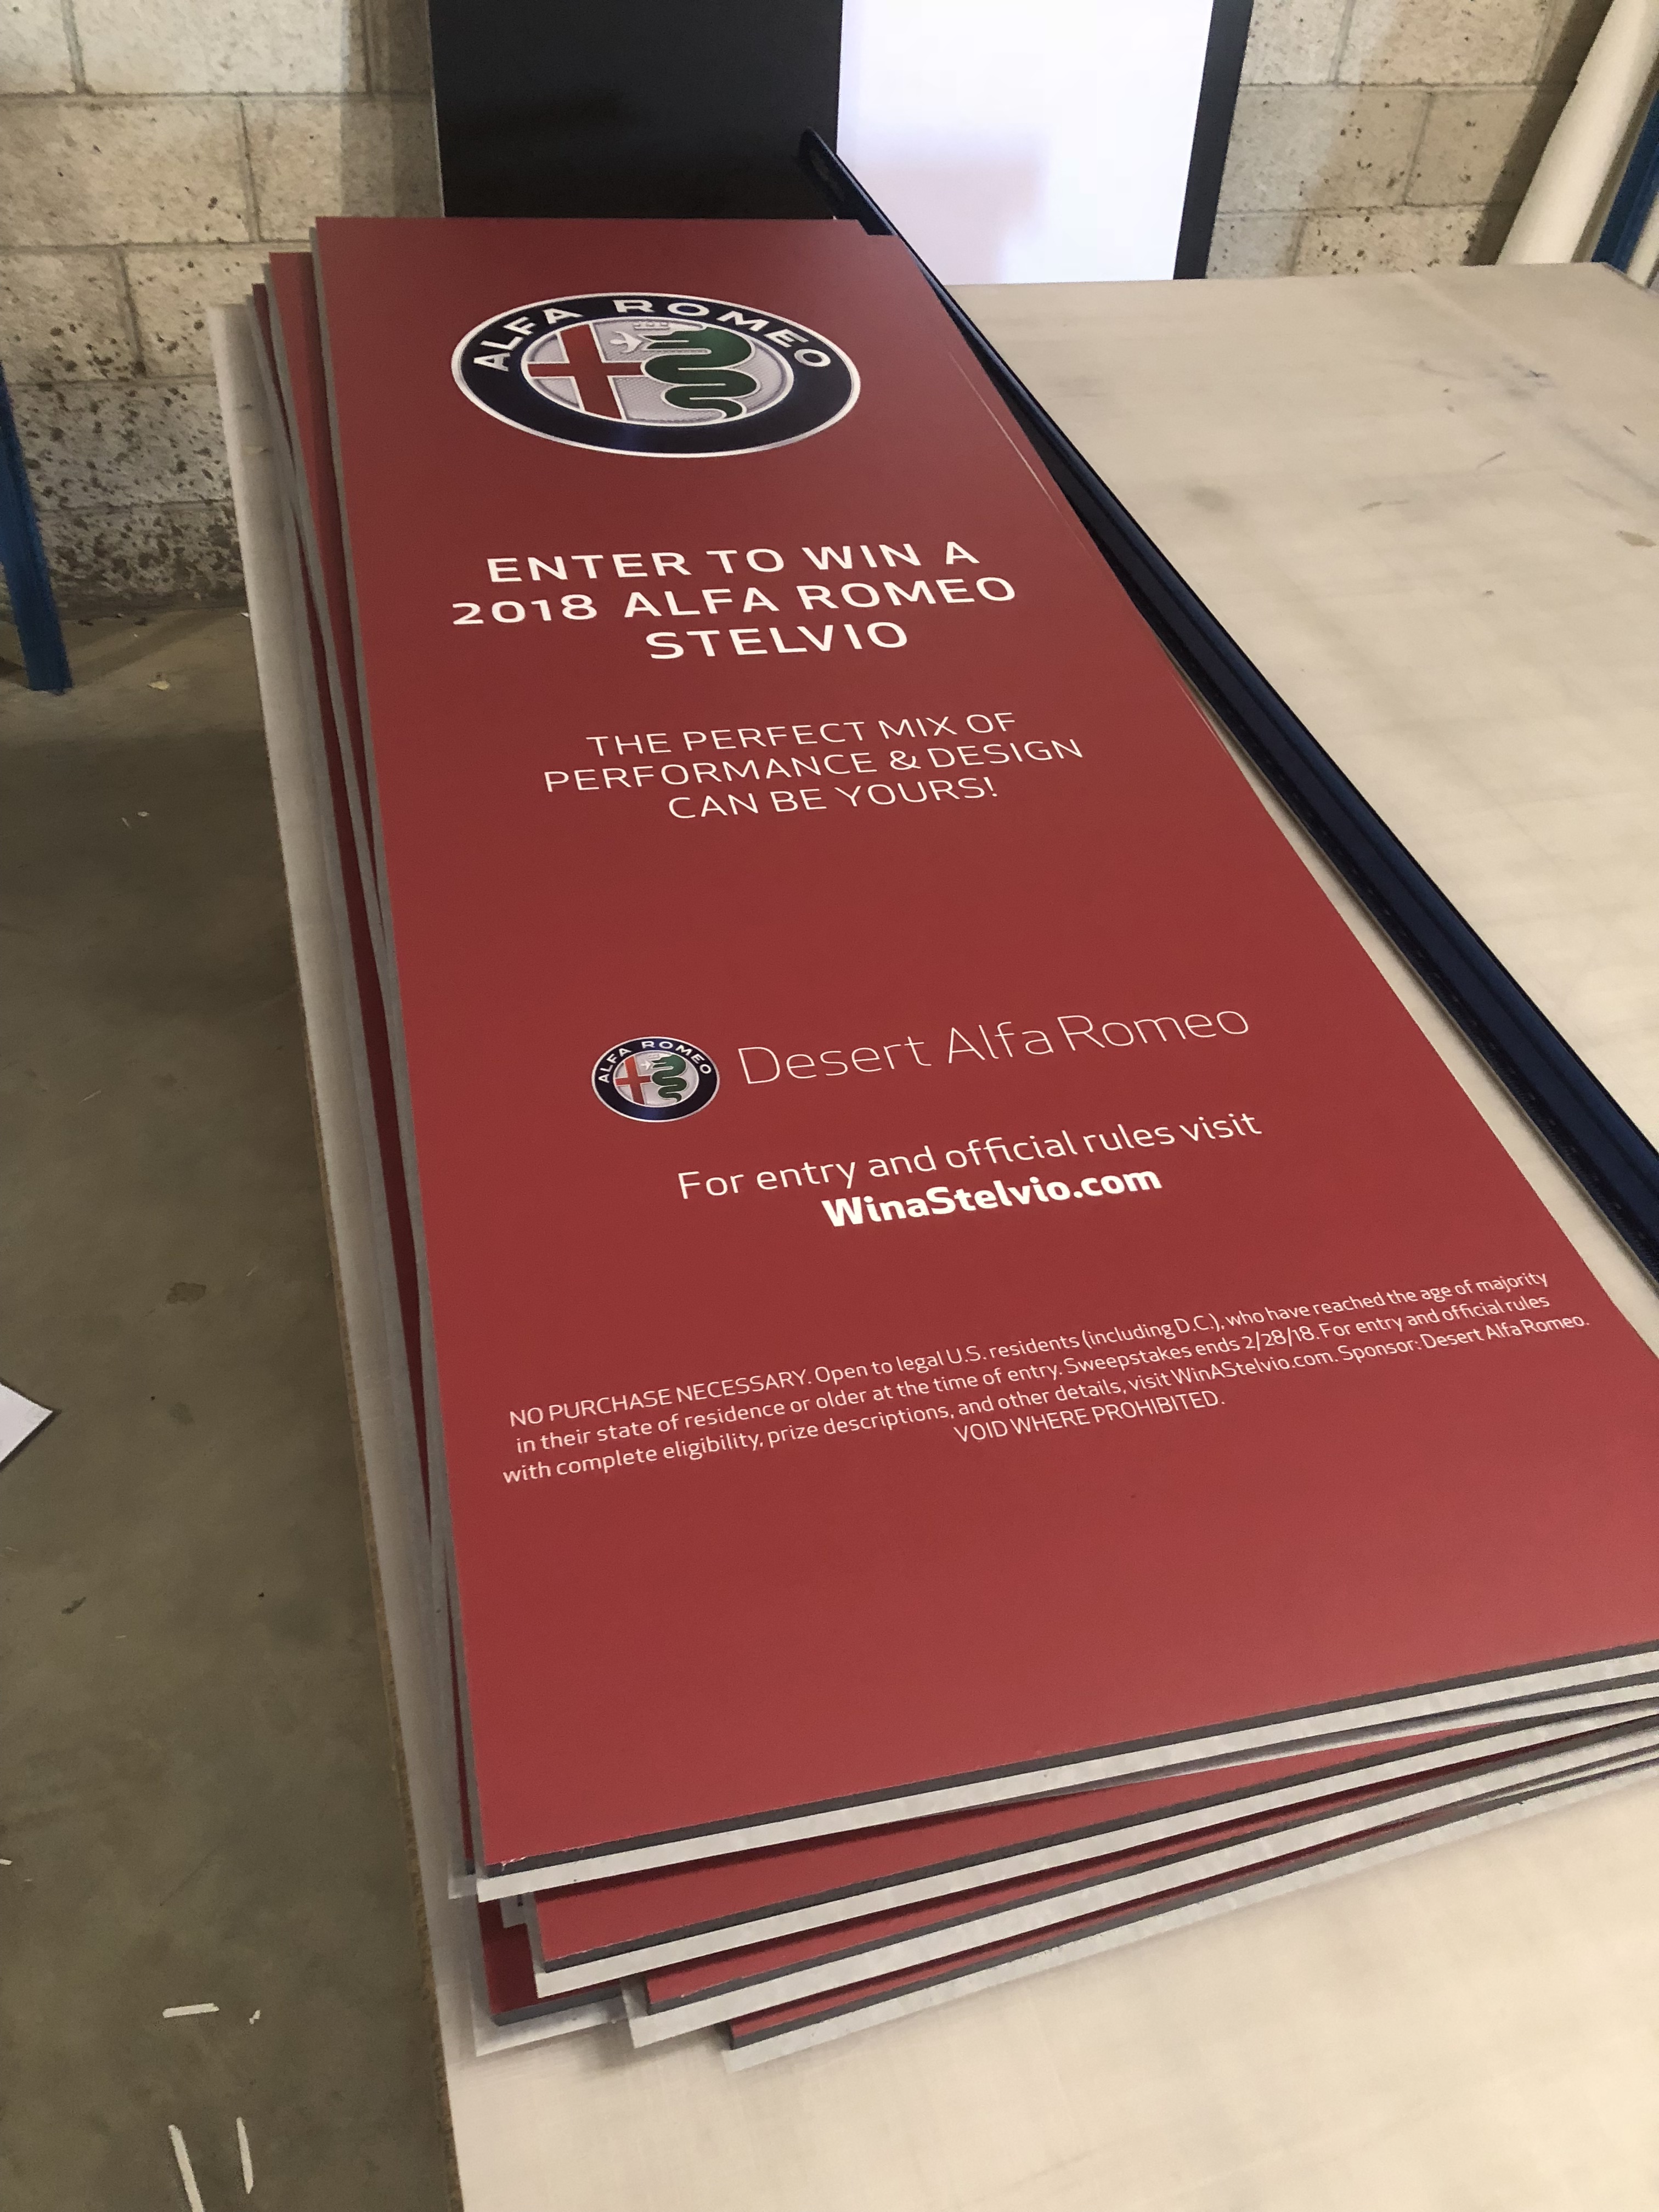 ALFA ROMEO
ENTER TO WIN A
2018 ALFA ROMEO
STELVIO
THE PERFECT MIX OF
PERFORMANCE & DESIGN
CAN BE YOURS!
ALFA ROMEO
Desert Alfa Romeo
For entry and official rules visit
WinaStelvio.com
NO PURCHASE NECESSARY. Open to legal U.S. residents (including D.C.), who have reached the age of majority
in their state of residence or older at the time of entry. Sweepstakes ends 2/28/18. For entry and official rules
with complete eligibility, prize descriptions, and other details, visit WinAStelvio.com. Sponsor: Desert Alfa Romeo.
VOID WHERE PROHIBITED.